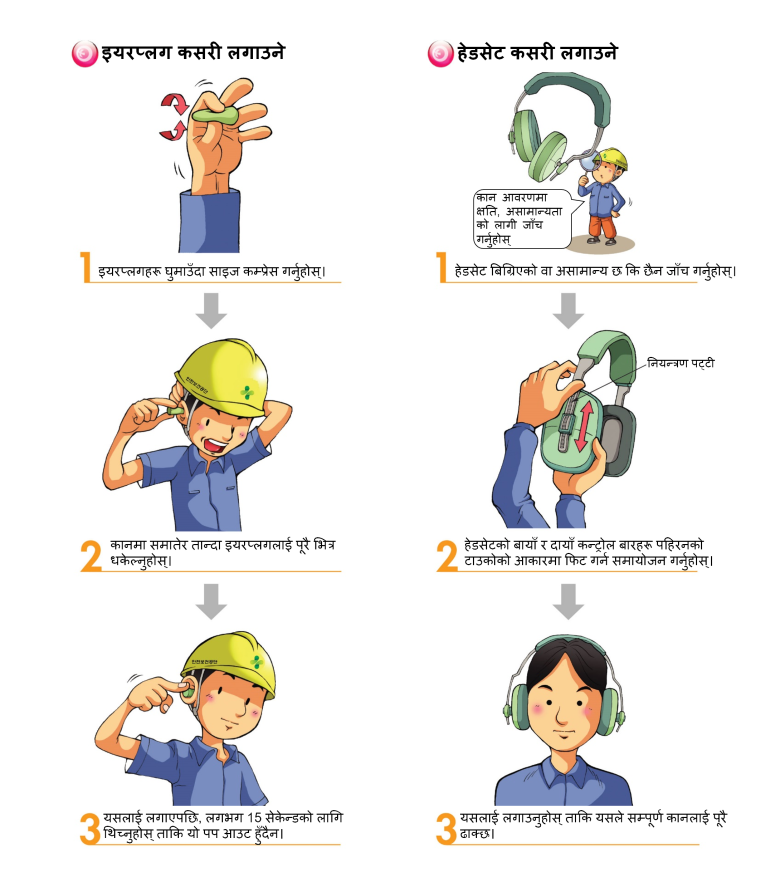 इयरप्लग कसरी लगाउने
1 इयरप्लगहरू घुमाउँदा साइज कम्प्रेस गर्नुहोस्।
2 कानमा समातेर तान्दा इयरप्लगलाई पूरै भित्र
धकेल्नुहोस्।
3 यसलाई लगाएपछि, लगभग 15 सेकेन्डको लागि
थिच्नुहोस् ताकि यो पप आउट हुँदैन।
हेडसेट कसरी लगाउने
कान आवरणमा
क्षति, असामान्यता
को लागी जाँच
गर्नुहोस्
1 हेडसेट बिग्रिएको वा असामान्य छ कि छैन जाँच गर्नुहोस्।
नियन्त्रण पट्टी
2 हेडसेटको बायाँ र दायाँ कन्ट्रोल बारहरू पहिरनको
टाउकोको आकारमा फिट गर्न समायोजन गर्नुहोस्।
3 यसलाई लगाउनुहोस् ताकि यसले सम्पूर्ण कानलाई पूरै
ढाक्छ।